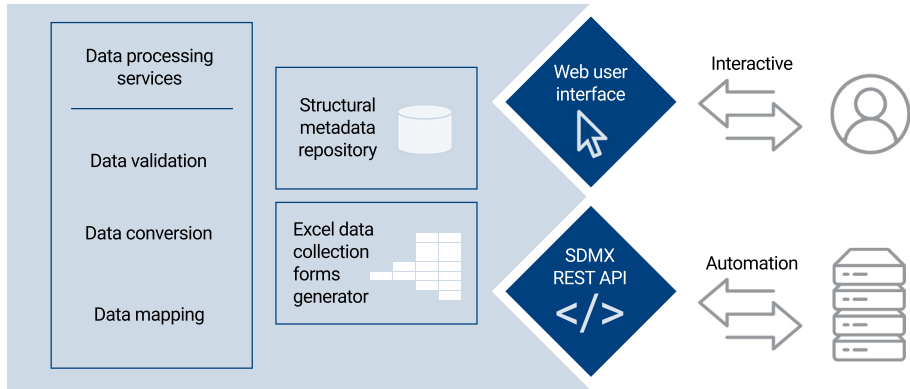 Data processing
services
Data validation
Data conversion
Data mapping
Structural
metadata
repository
Excel data
collection
forms
generator
Web user
interface
SDMX
REST API
</>
Interactive
Automation